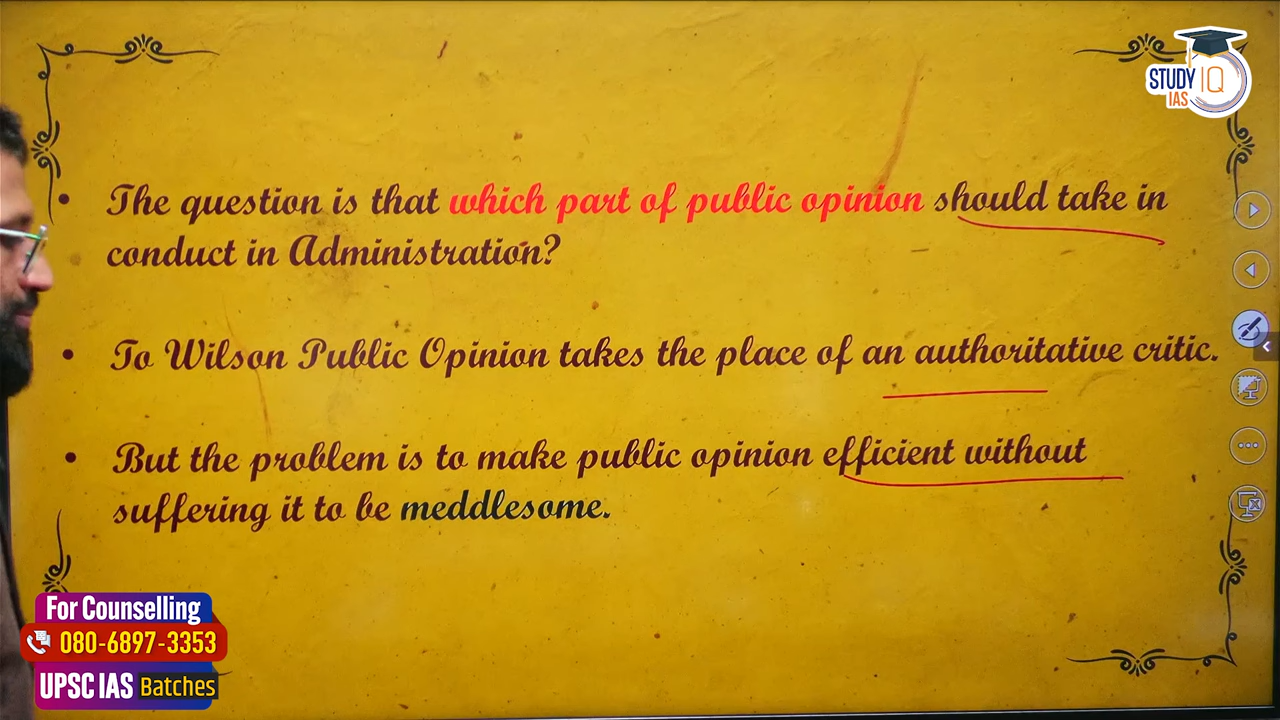 STUDY IQ
IAS
• The question is that which part of public opinion should take in
conduct in Administration?
• To Wilson Public Opinion takes the place of an authoritative critic.
• But the problem is to make public opinion efficient without
suffering it to be meddlesome.
For Counselling
080-6897-3353
UPSC IAS Batches